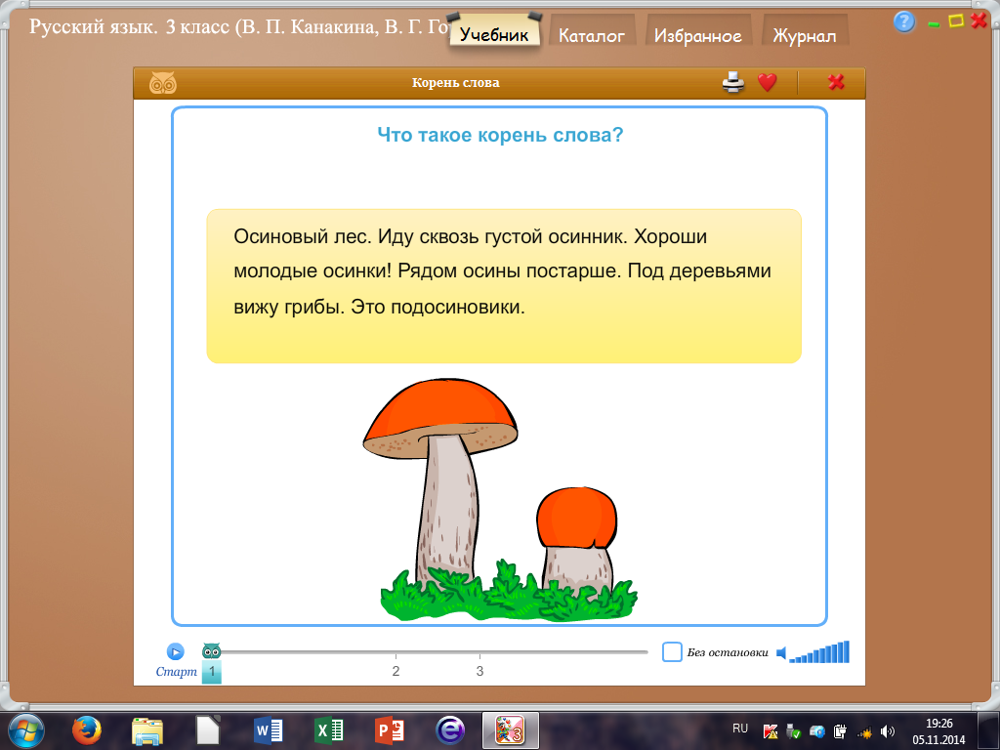 Русский язык. 3 класс (В. П. Канакина, В. Г. Го
Учебник
Каталог
Избранное
Журнал
?
Корень слова
Что такое корень слова?
Осиновый лес. Иду сквозь густой осинник. Хороши
молодые осинки! Рядом осины постарше. Под деревьями
вижу грибы. Это подосиновики.
Старт
1
2
3
Без остановки
RU
19:26
05.11.2014